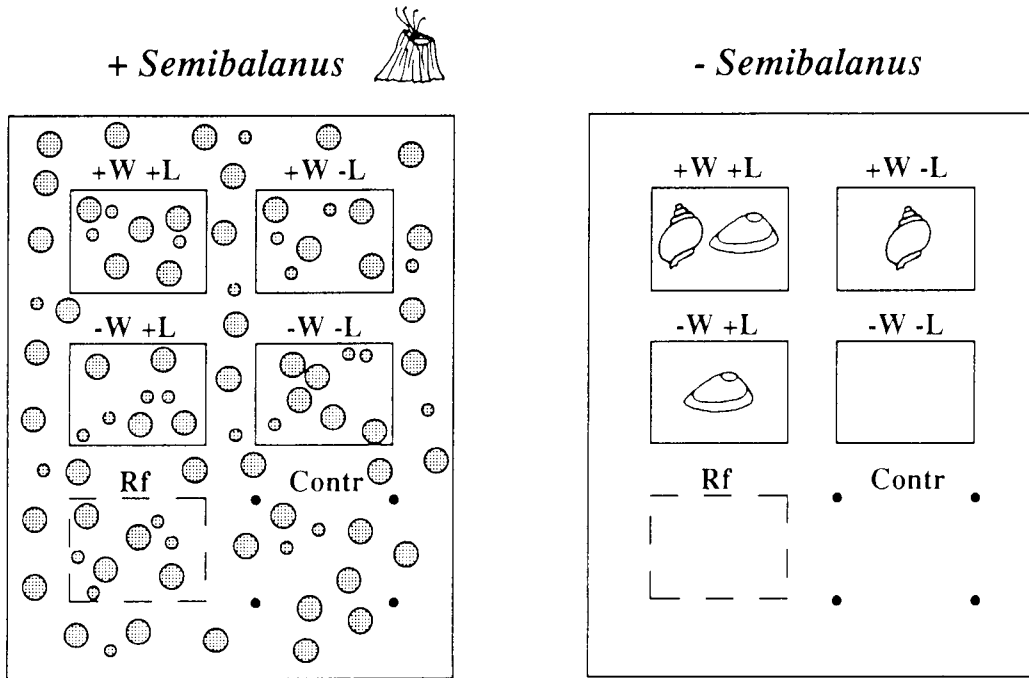 + Semibalanus
+W +L
+W -L
-W +L
-W -L
Rf
Contr
- Semibalanus
+W +L
+W -L
-W +L
-W -L
Rf
Contr